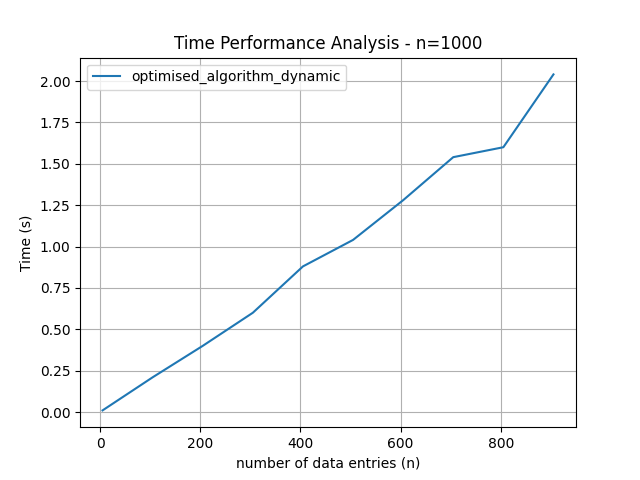 Time Performance Analysis - n=1000
optimised_algorithm_dynamic
2.00
1.75
1.50
1.25
1.00
0.75
0.50
0.25
0.00
Time (s)
0 200 400 600 800
number of data entries (n)